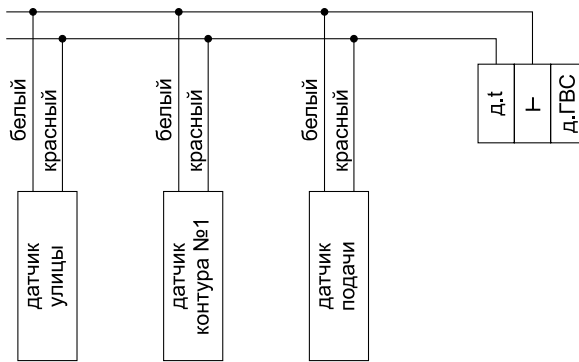 белый
красный
белый
красный
белый
красный
д.t
⊢
д.ГВС
датчик
улицы
датчик
контура №1
датчик
подачи